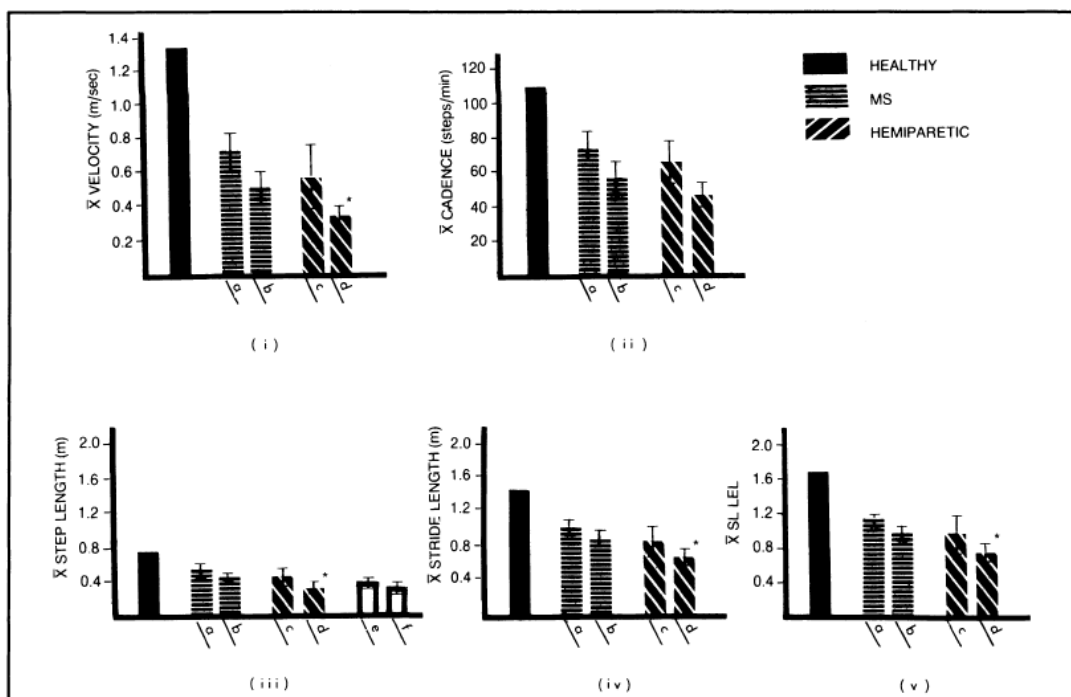 X̄ VELOCITY (m/sec)
1.4
1.2
1.0
0.8
0.6
0.4
0.2
*
a
b
c
d
( i )
X̄ CADENCE (steps/min)
120
100
80
60
40
20
a
b
c
d
( ii )
HEALTHY
MS
HEMIPARETIC
X̄ STEP LENGTH (m)
2.0
1.6
1.2
0.8
0.4
*
a
b
c
d
e
f
( iii )
X̄ STRIDE LENGTH (m)
2.0
1.6
1.2
0.8
0.4
*
a
b
c
d
( iv )
X̄ SL LEL
2.0
1.6
1.2
0.8
0.4
*
a
b
c
d
( v )